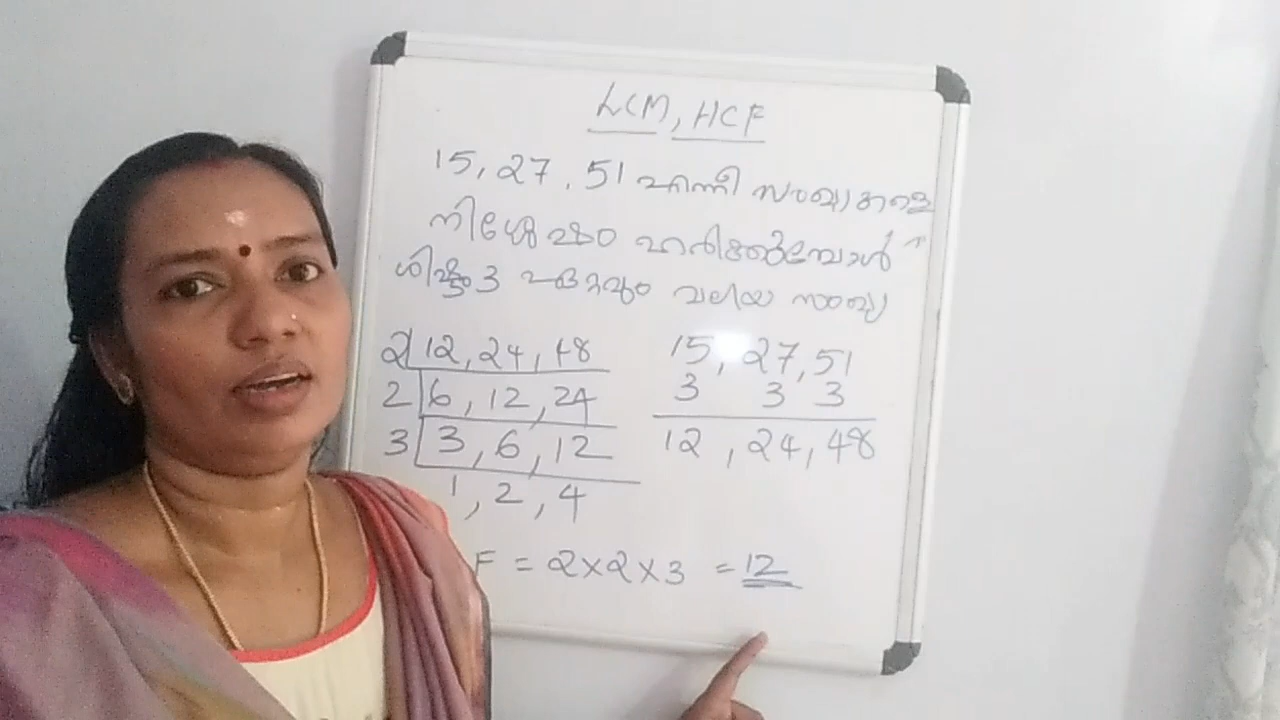 LCM, HCF
15, 27, 51 എന്നീ സംഖ്യകളെ
നിശ്ശേഷം ഹരിക്കുമ്പോൾ
ശിഷ്ടം 3 ഏറ്റവും വലിയ സംഖ്യ
2 12, 24, 48
2 6, 12, 24
3 3, 6, 12
1, 2, 4
15, 27, 51
3 3 3
12, 24, 48
F = 2×2×3 = 12